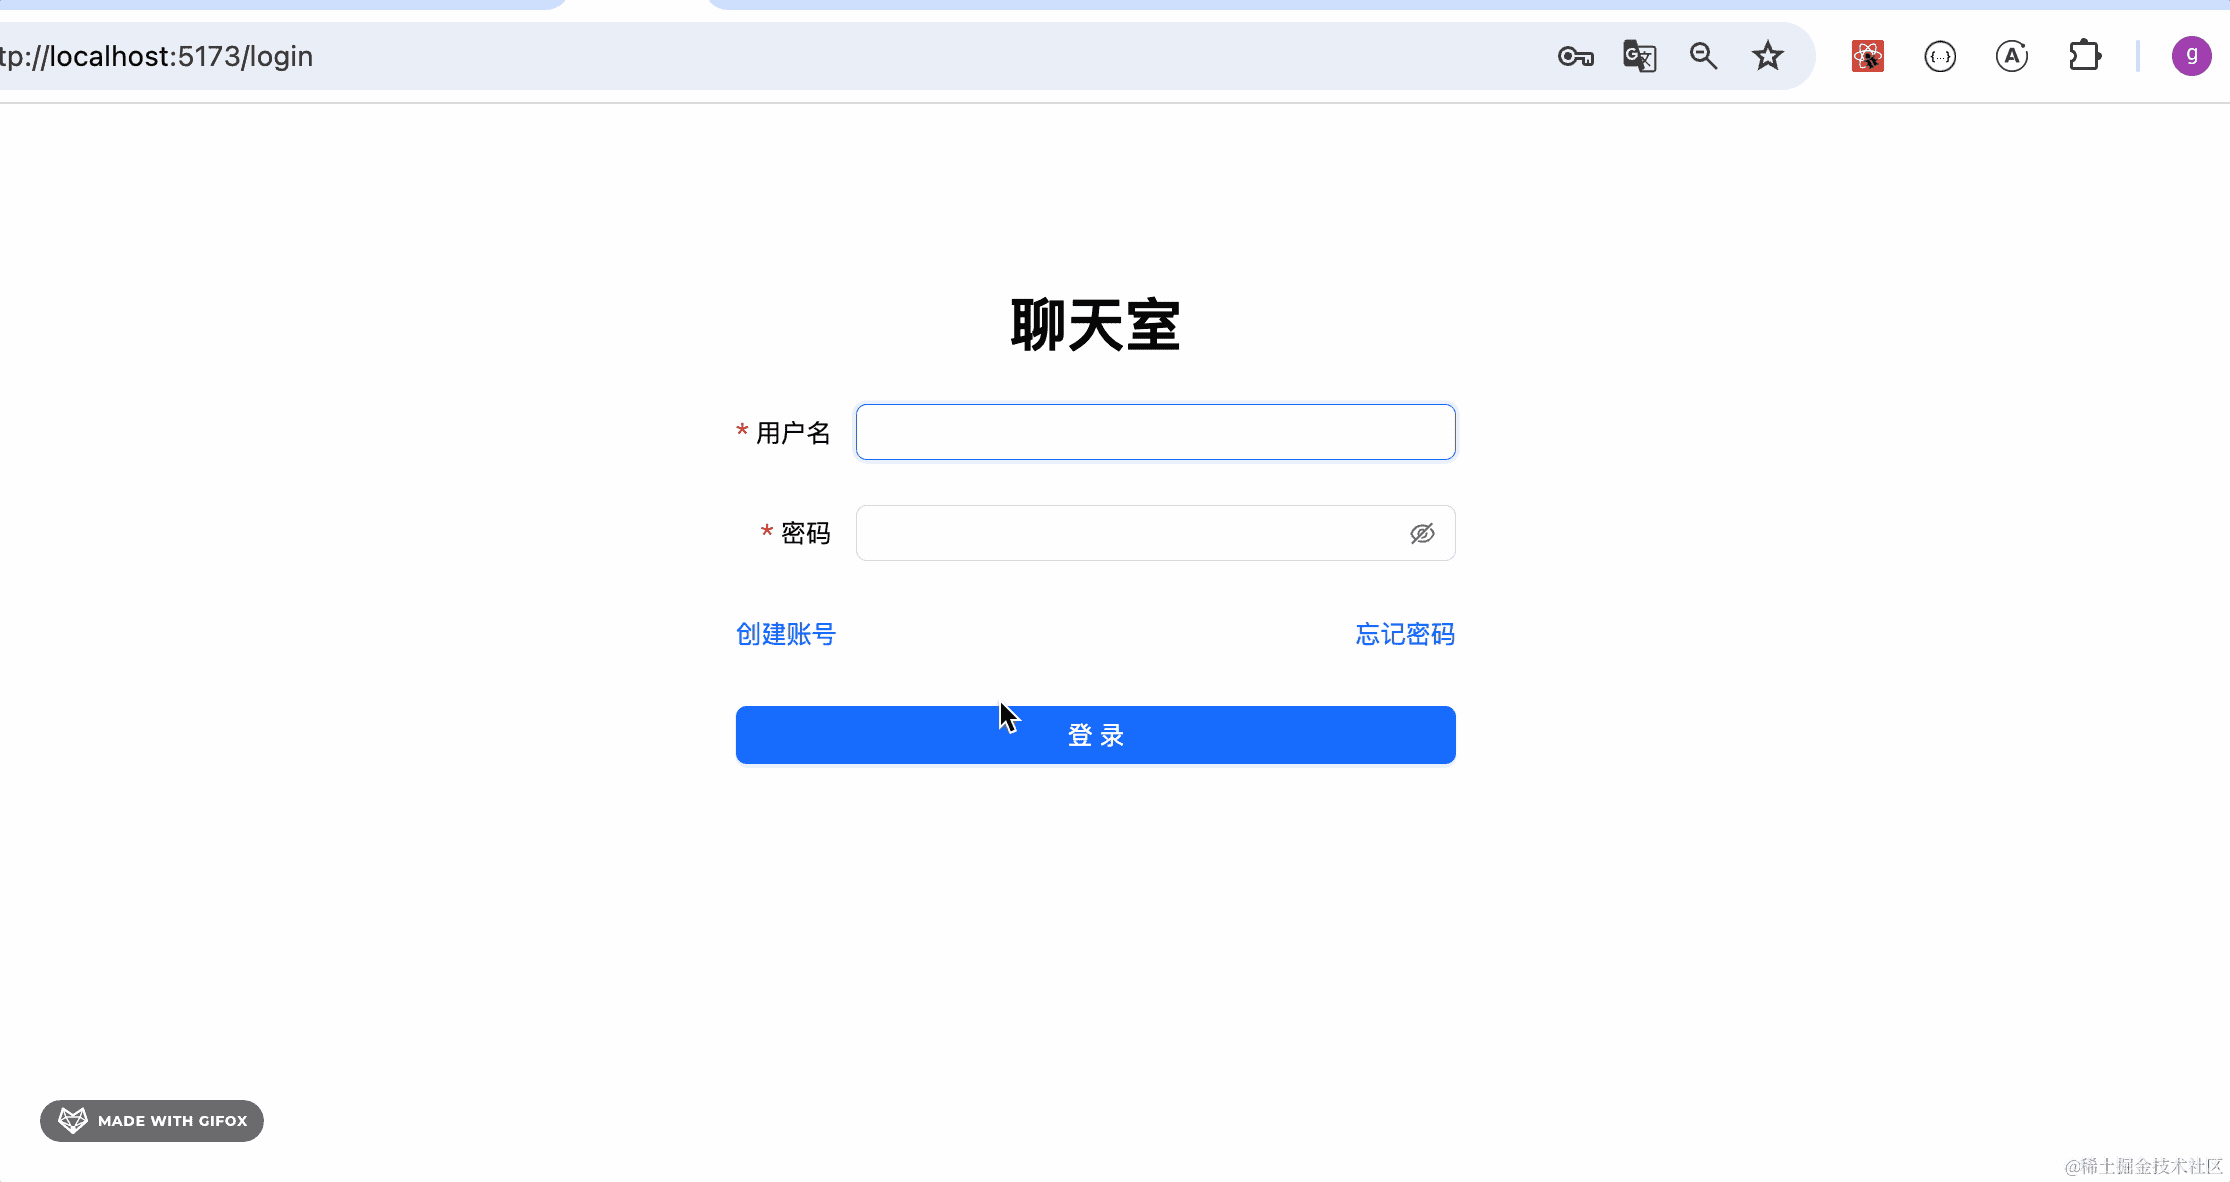 tp://localhost:5173/login
g
聊天室
* 用户名
* 密码
创建账号
忘记密码
登 录
MADE WITH GIFOX
@稀土掘金技术社区